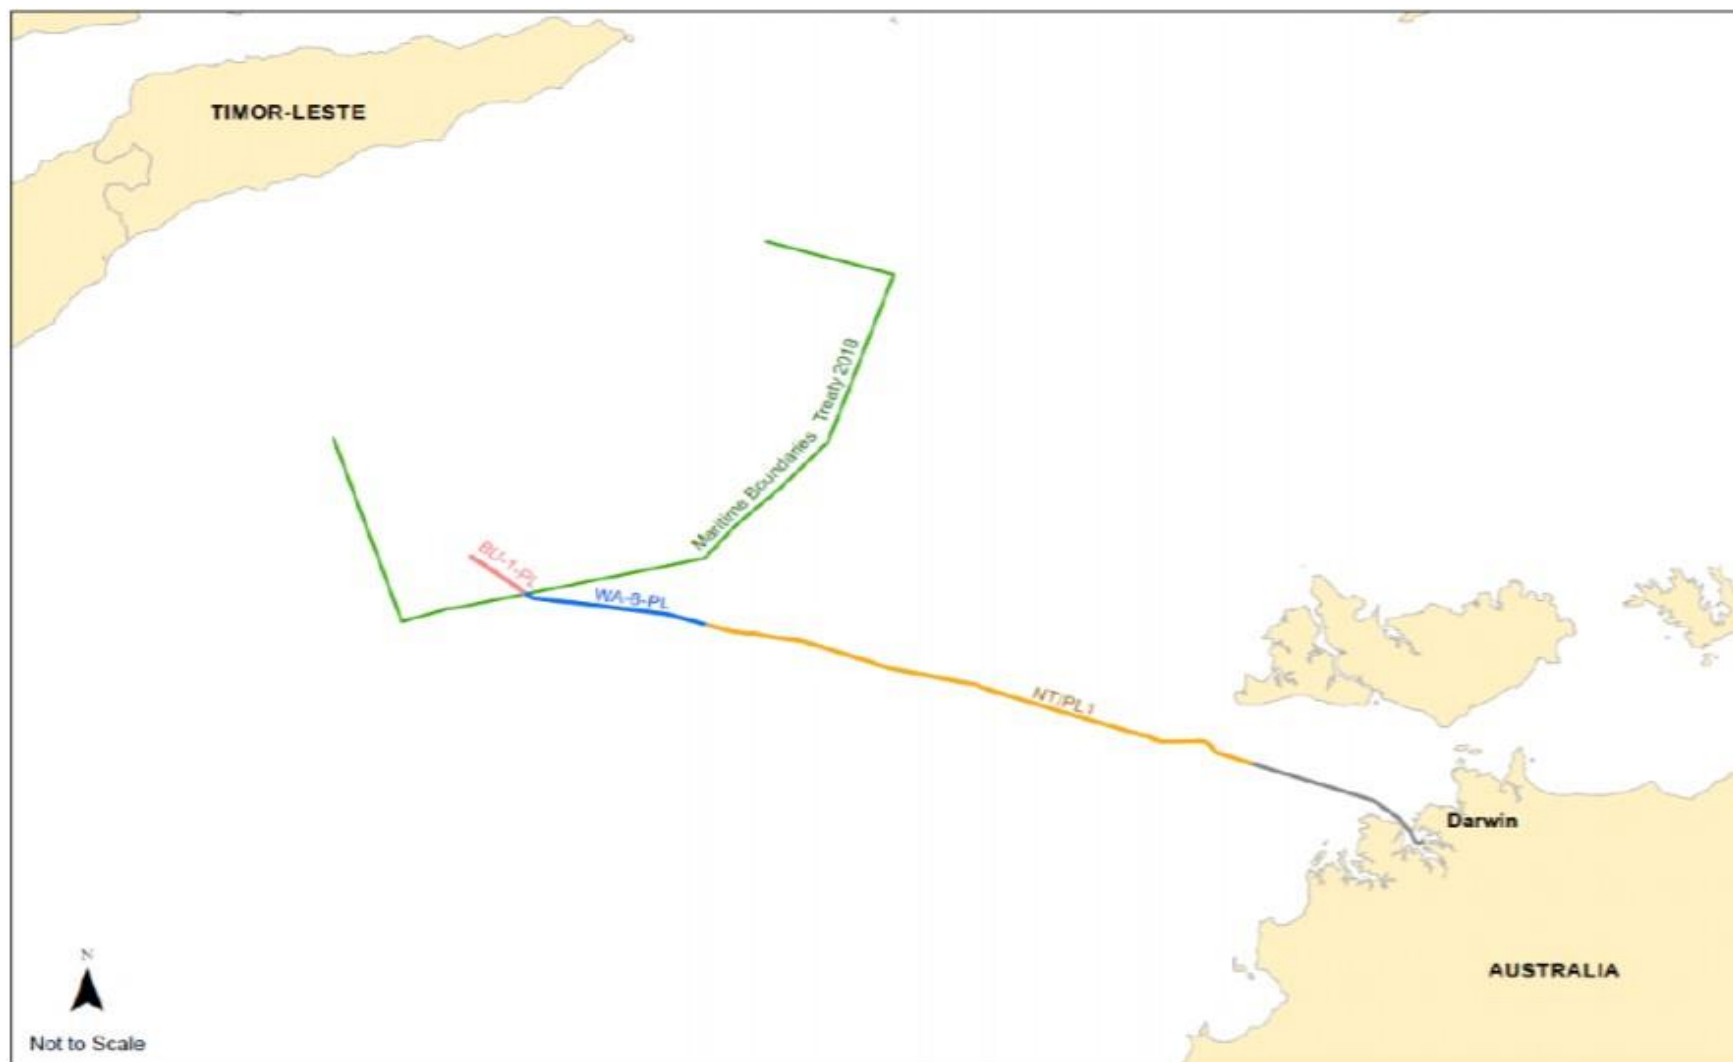 TIMOR-LESTE
Maritime Boundaries Treaty 2018
BU-1-PL
WA-8-PL
NT/PL1
Darwin
AUSTRALIA
N
Not to Scale